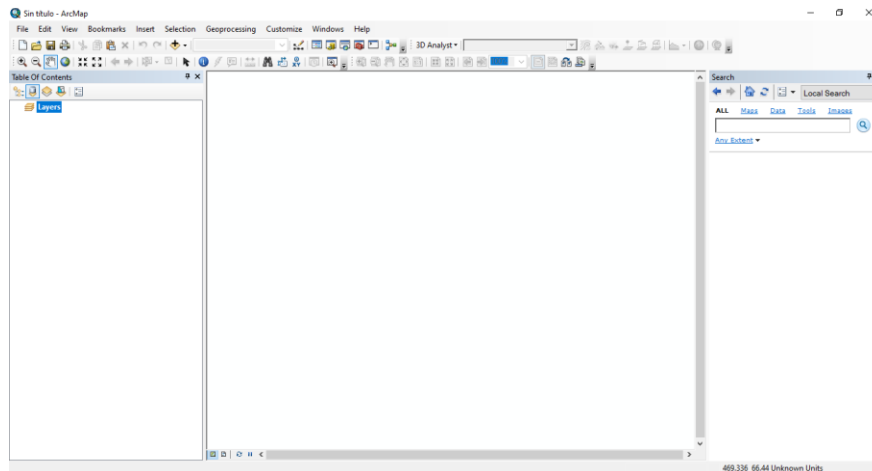 Sin título - ArcMap
File Edit View Bookmarks Insert Selection Geoprocessing Customize Windows Help
3D Analyst
Table Of Contents
Layers
Search
Local Search
ALL Maps Data Tools Images
Any Extent
469.336 66.44 Unknown Units